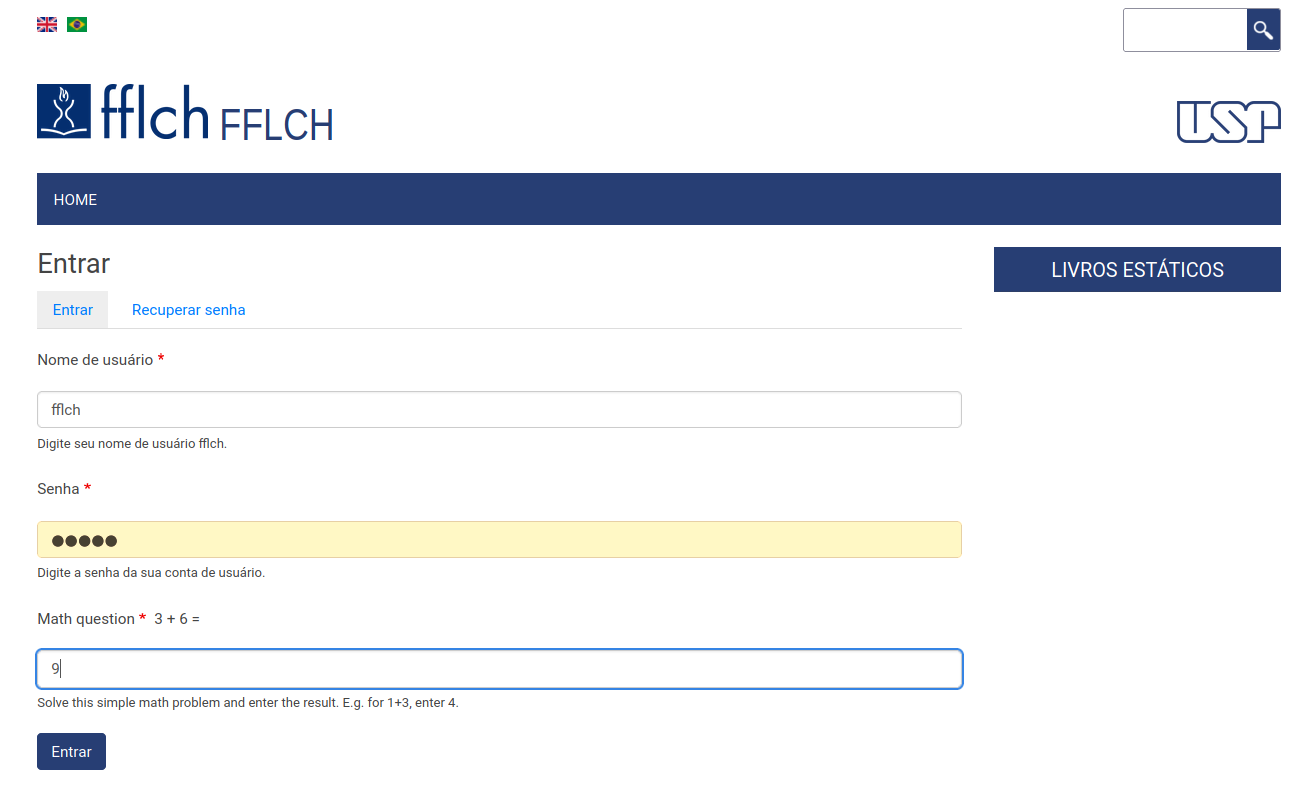 fflch FFLCH
USP
HOME
Entrar
Entrar Recuperar senha
Nome de usuário *
fflch
Digite seu nome de usuário fflch.
Senha *
●●●●●
Digite a senha da sua conta de usuário.
Math question * 3 + 6 =
9
Solve this simple math problem and enter the result. E.g. for 1+3, enter 4.
Entrar
LIVROS ESTÁTICOS